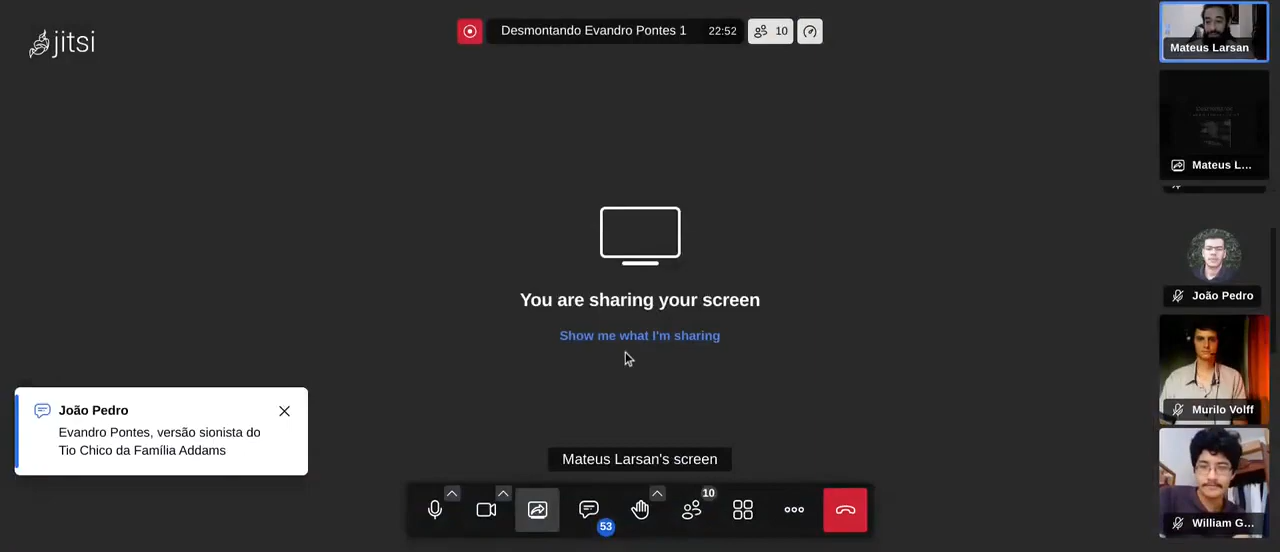 jitsi
Desmontando Evandro Pontes 1
22:52
10
Mateus Larsan
Mateus L...
João Pedro
Murilo Volff
William G...
You are sharing your screen
Show me what I'm sharing
João Pedro
Evandro Pontes, versão sionista do
Tio Chico da Família Addams
Mateus Larsan's screen
10
53